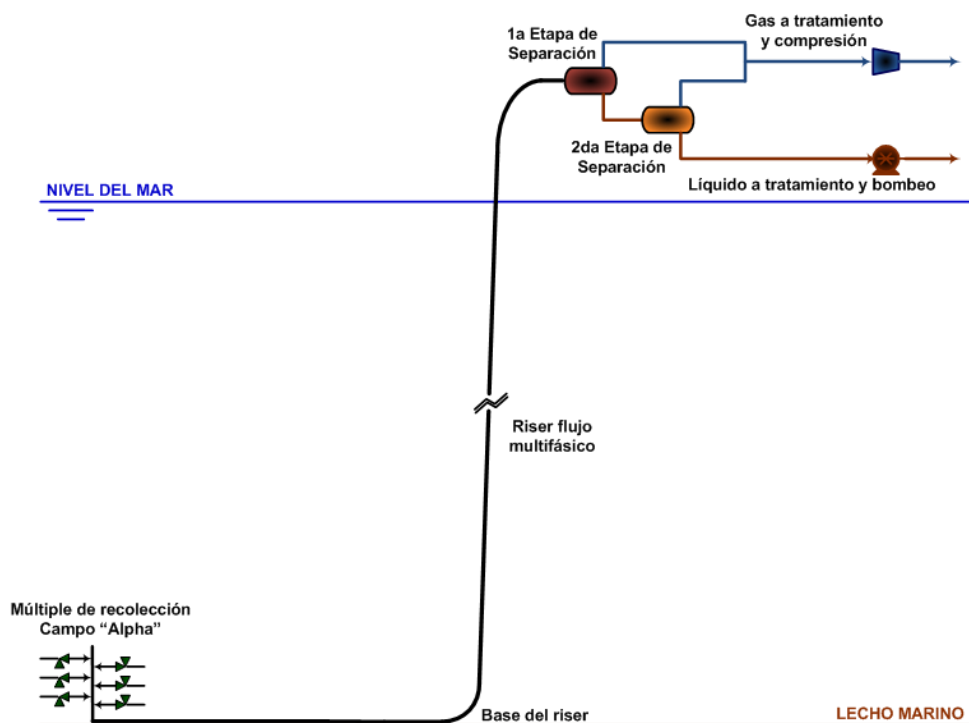 1a Etapa de
Separación
Gas a tratamiento
y compresión
2da Etapa de
Separación
Líquido a tratamiento y bombeo
NIVEL DEL MAR
Riser flujo
multifásico
Múltiple de recolección
Campo “Alpha”
Base del riser
LECHO MARINO